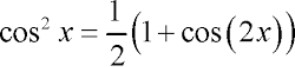 cos² x = 1/2 (1 + cos(2x))